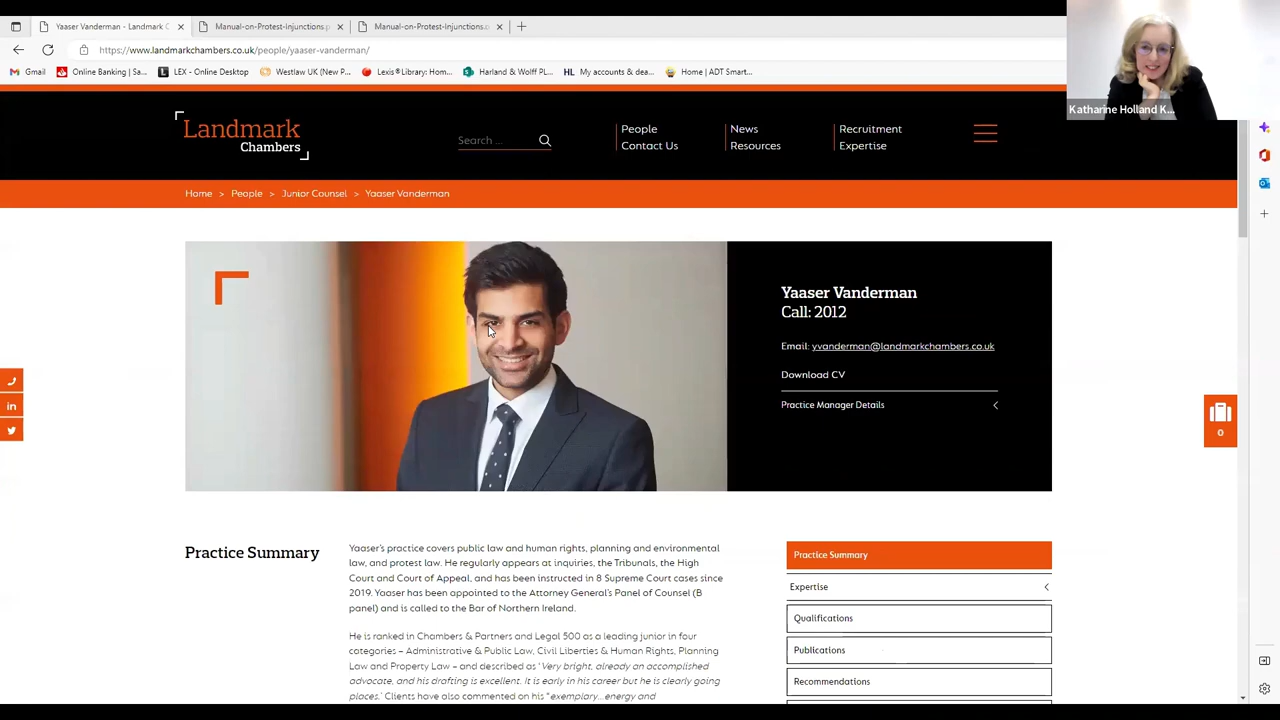 Yaaser Vanderman - Landmark C
Manual-on-Protest-Injunctions.p
Manual-on-Protest-Injunctions.
https://www.landmarkchambers.co.uk/people/yaaser-vanderman/
Gmail
Online Banking | Sa...
LEX - Online Desktop
Westlaw UK (New P...
Lexis®Library: Hom...
Harland & Wolff PL...
HL My accounts & dea...
Home | ADT Smart...
Katharine Holland K...
Landmark
Chambers
Search ...
People
Contact Us
News
Resources
Recruitment
Expertise
Home > People > Junior Counsel > Yaaser Vanderman
Yaaser Vanderman
Call: 2012
Email: yvanderman@landmarkchambers.co.uk
Download CV
Practice Manager Details
0
Practice Summary
Yaaser's practice covers public law and human rights, planning and environmental
law, and protest law. He regularly appears at inquiries, the Tribunals, the High
Court and Court of Appeal, and has been instructed in 8 Supreme Court cases since
2019. Yaaser has been appointed to the Attorney General's Panel of Counsel (B
panel) and is called to the Bar of Northern Ireland.
He is ranked in Chambers & Partners and Legal 500 as a leading junior in four
categories – Administrative & Public Law, Civil Liberties & Human Rights, Planning
Law and Property Law – and described as 'Very bright, already an accomplished
advocate, and his drafting is excellent. It is early in his career but he is clearly going
places.' Clients have also commented on his "exemplary...energy and
Practice Summary
Expertise
Qualifications
Publications
Recommendations